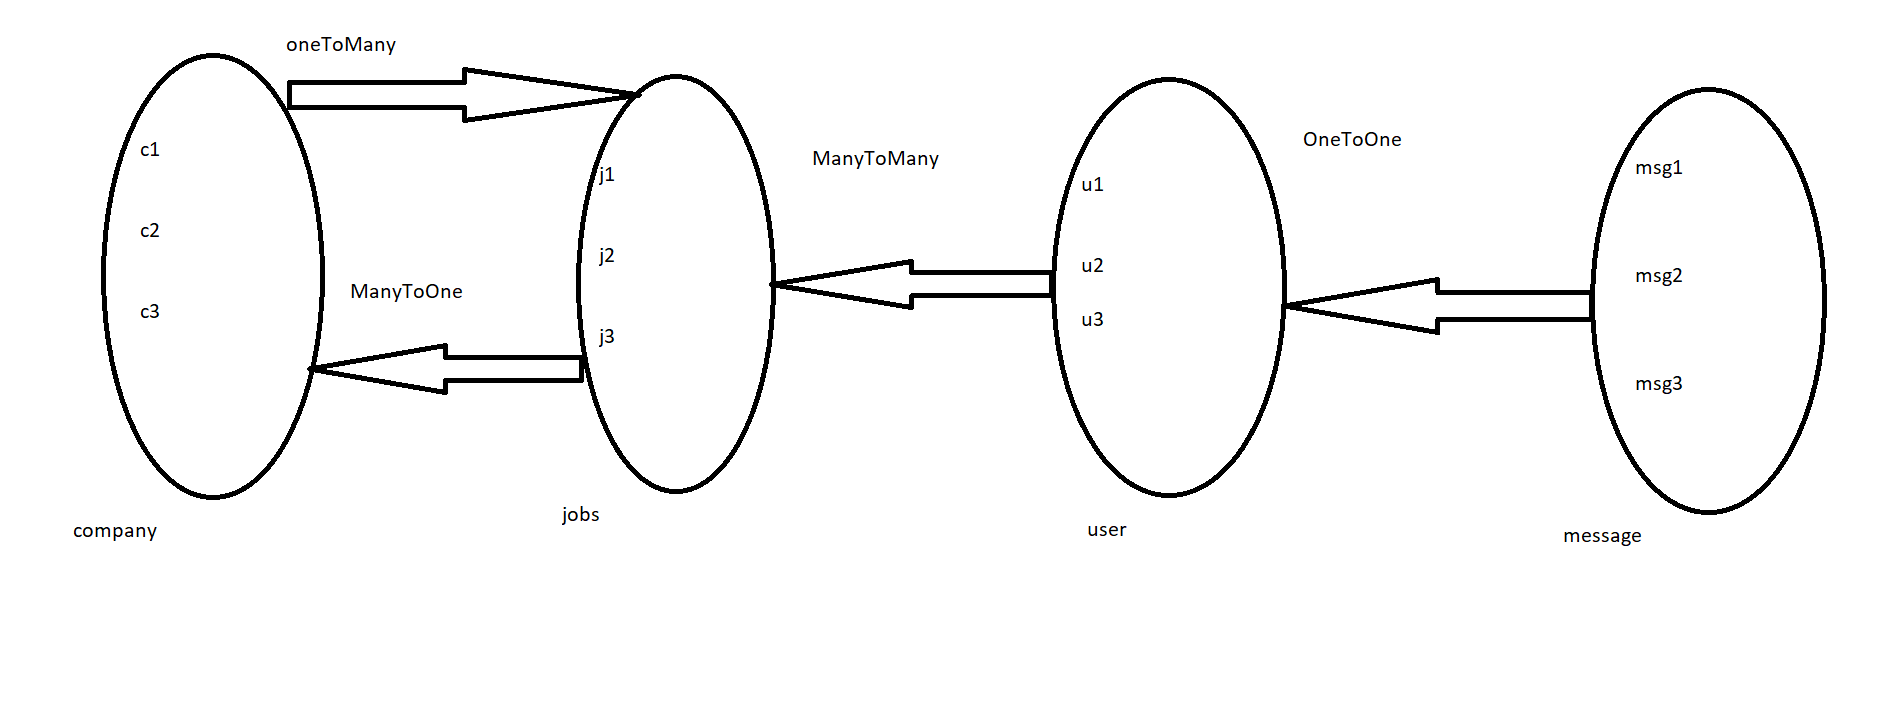 oneToMany
c1
c2
c3
ManyToOne
company
j1
j2
j3
jobs
ManyToMany
u1
u2
u3
user
OneToOne
msg1
msg2
msg3
message